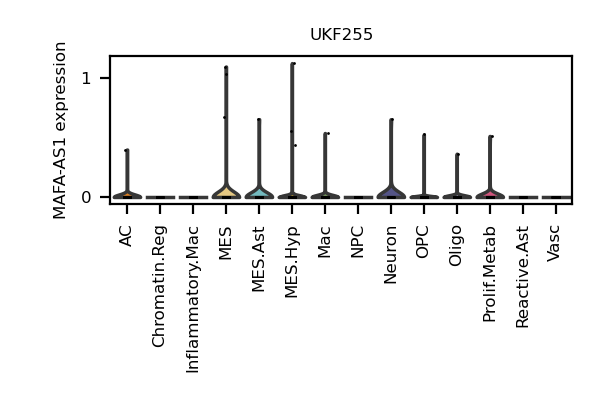 UKF255
MAFA-AS1 expression
1
0
AC
Chromatin.Reg
Inflammatory.Mac
MES
MES.Ast
MES.Hyp
Mac
NPC
Neuron
OPC
Oligo
Prolif.Metab
Reactive.Ast
Vasc